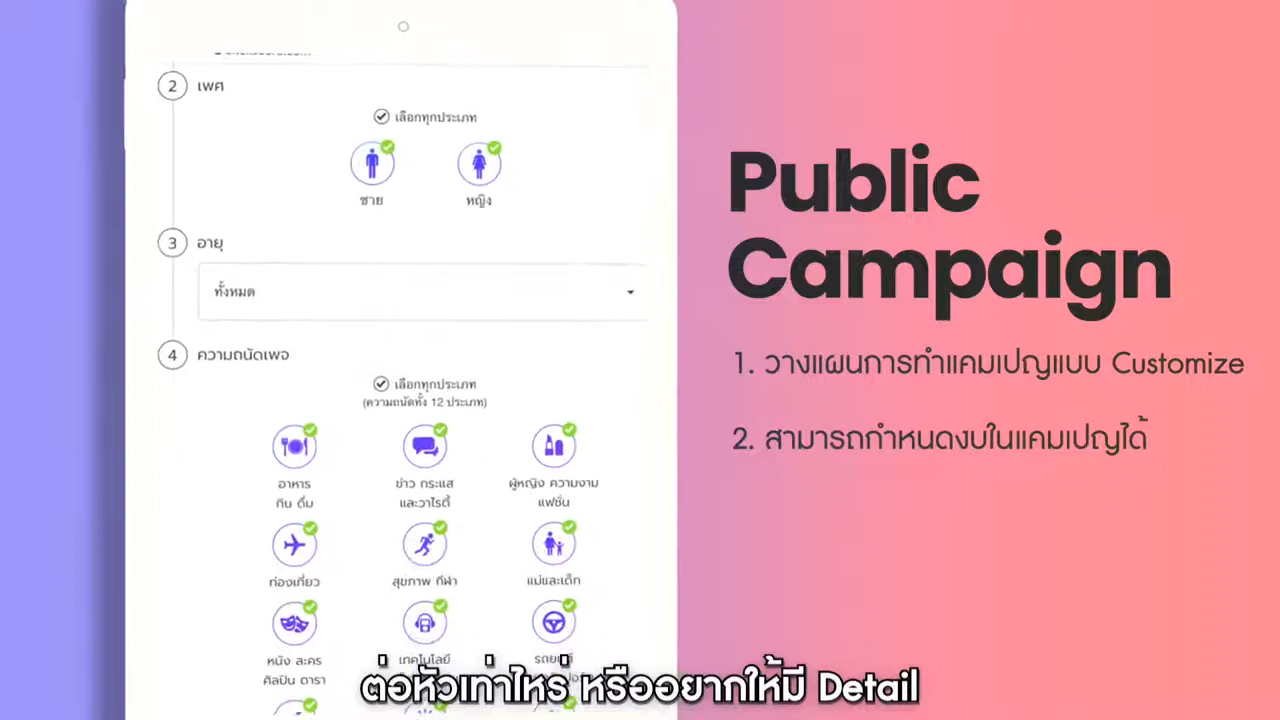 2 เพศ
เลือกทุกประเภท
ชาย หญิง
3 อายุ
ทั้งหมด
4 ความถนัดเพจ
เลือกทุกประเภท
(ความถนัดทั้ง 12 ประเภท)
อาหาร
กิน ดื่ม
ข่าว กระแส
และวาไรตี้
ผู้หญิง ความงาม
แฟชั่น
ท่องเที่ยว
สุขภาพ กีฬา
แม่และเด็ก
หนัง ละคร
ศิลปิน ดารา
เทคโนโลยี
Public
Campaign
1. วางแผนการทำแคมเปญแบบ Customize
2. สามารถกำหนดงบในแคมเปญได้
ต่อหัวเท่าไหร่ หรืออยากให้มี Detail